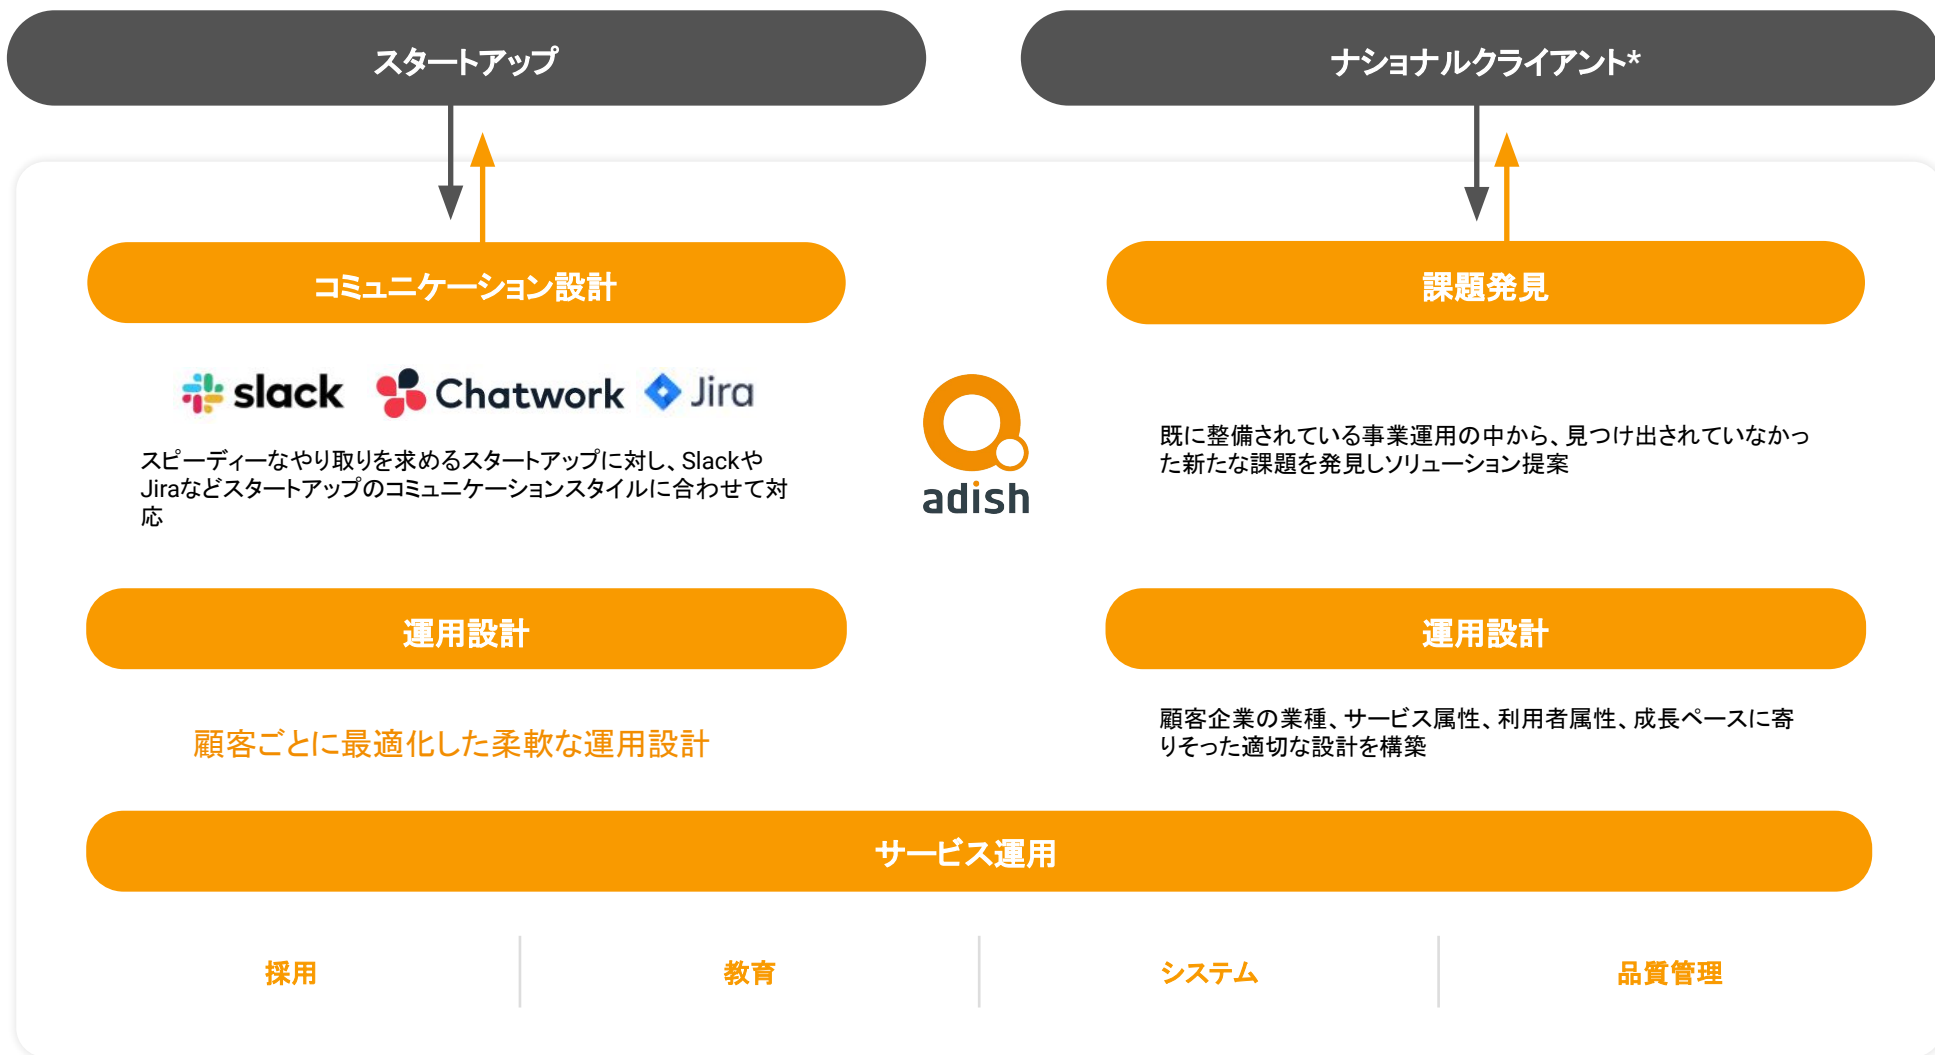 スタートアップ
ナショナルクライアント*
コミュニケーション設計
課題発見
slack
Chatwork
Jira
スピーディーなやり取りを求めるスタートアップに対し、Slackや
Jiraなどスタートアップのコミュニケーションスタイルに合わせて対
応
adish
既に整備されている事業運用の中から、見つけ出されていなかっ
た新たな課題を発見しソリューション提案
運用設計
運用設計
顧客ごとに最適化した柔軟な運用設計
顧客企業の業種、サービス属性、利用者属性、成長ペースに寄
りそった適切な設計を構築
サービス運用
採用
教育
システム
品質管理